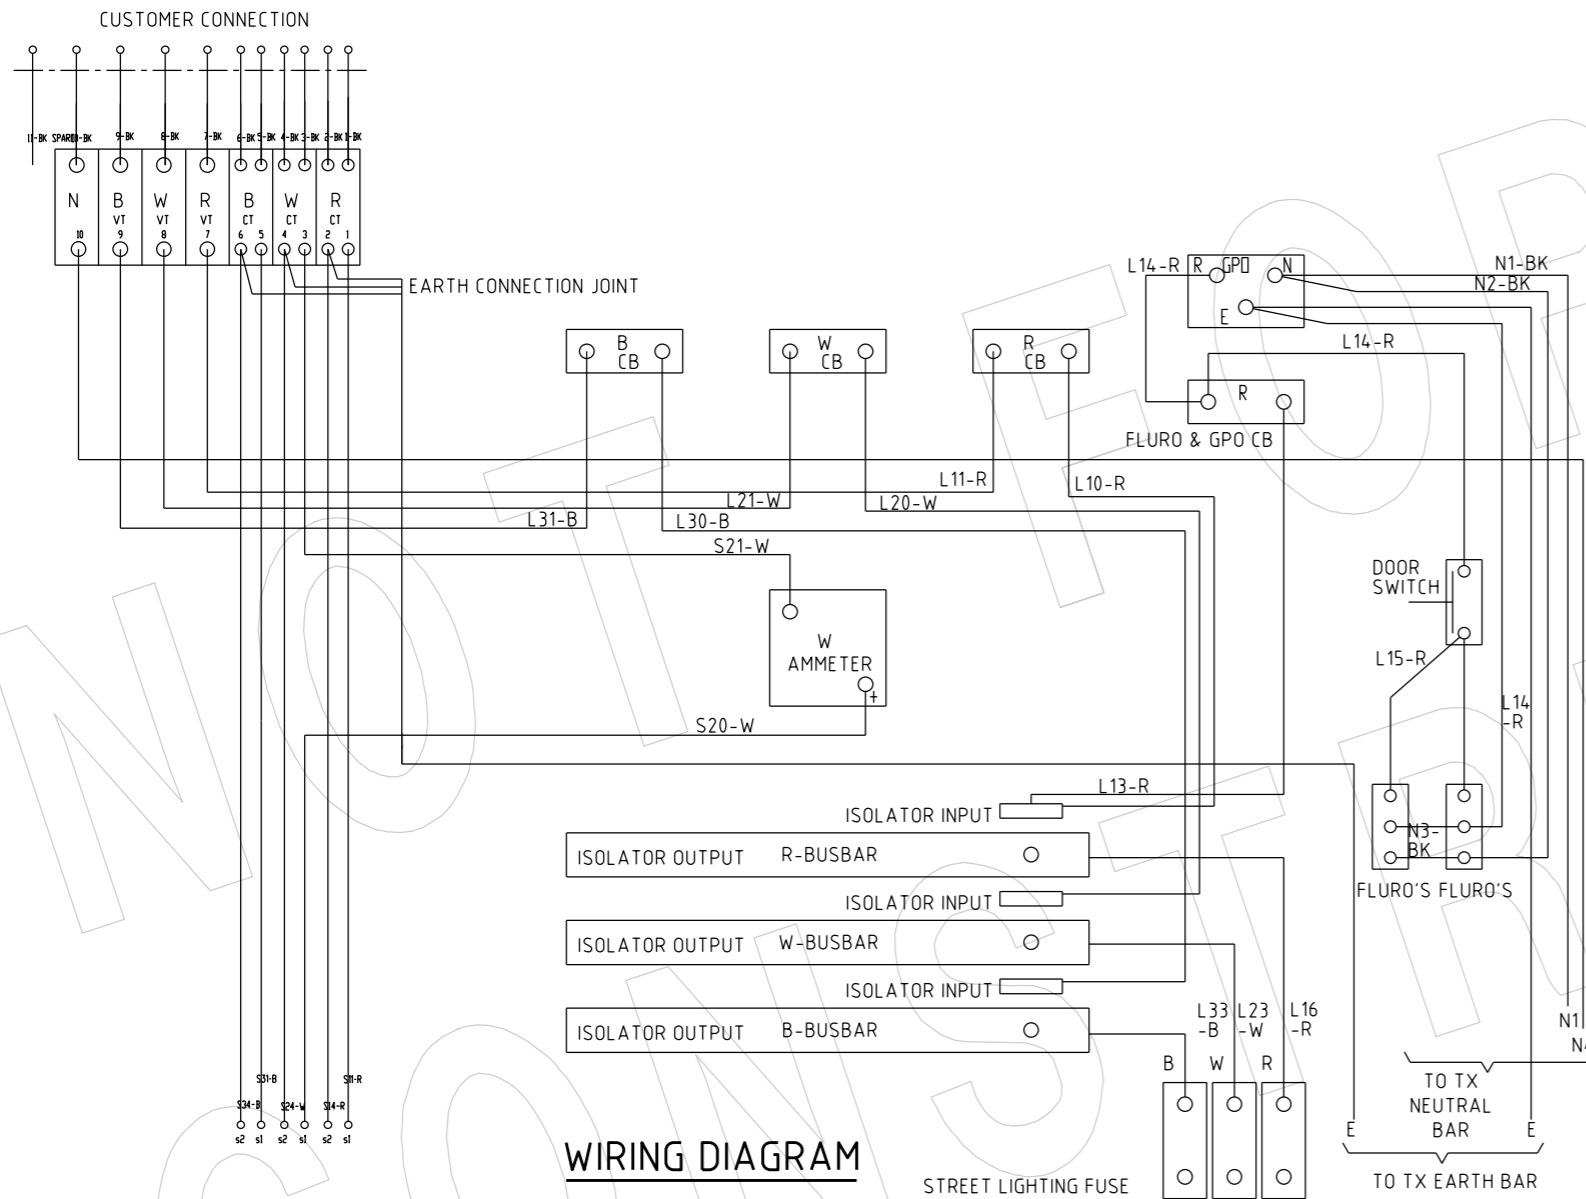 CUSTOMER CONNECTION
11-BK SPARE 10-BK 9-BK 8-BK 7-BK 6-BK 5-BK 4-BK 3-BK 2-BK 1-BK
N B W R B W R
VT VT VT CT CT CT
10 9 8 7 6 5 4 3 2 1
EARTH CONNECTION JOINT
L14-R R GPO N N1-BK
N2-BK
E
L14-R
R
FLURO & GPO CB
B
CB
W
CB
R
CB
L11-R
L10-R
L21-W
L20-W
L31-B
L30-B
S21-W
DOOR
SWITCH
W
AMMETER
+
L15-R
S20-W
L14
-R
L13-R
ISOLATOR INPUT
ISOLATOR OUTPUT R-BUSBAR
N3-
BK
FLURO'S FLURO'S
ISOLATOR INPUT
ISOLATOR OUTPUT W-BUSBAR
ISOLATOR INPUT
ISOLATOR OUTPUT B-BUSBAR
L33
-B
L23
-W
L16
-R
N1
N4
B W R
TO TX
NEUTRAL
BAR
E E
TO TX EARTH BAR
S31-B S11-R
S34-B S24-W S14-R
s2 s1 s2 s1 s2 s1
WIRING DIAGRAM
STREET LIGHTING FUSE
NOT FOR
CONSTR